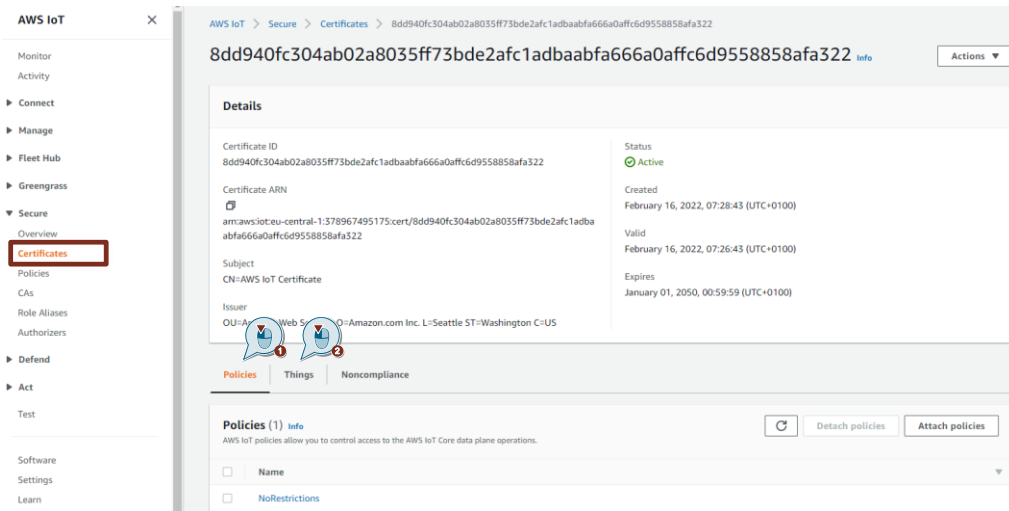 AWS IoT
Monitor
Activity
Connect
Manage
Fleet Hub
Greengrass
Secure
Overview
Certificates
Policies
CAs
Role Aliases
Authorizers
Defend
Act
Test
Software
Settings
Learn
AWS IoT > Secure > Certificates > 8dd940fc304ab02a8035ff73bde2afc1adbaabfa666a0affc6d9558858afa322
8dd940fc304ab02a8035ff73bde2afc1adbaabfa666a0affc6d9558858afa322 Info
Actions
Details
Certificate ID
8dd940fc304ab02a8035ff73bde2afc1adbaabfa666a0affc6d9558858afa322
Certificate ARN
arn:aws:iot:eu-central-1:378967495175:cert/8dd940fc304ab02a8035ff73bde2afc1adba
abfa666a0affc6d9558858afa322
Subject
CN=AWS IoT Certificate
Issuer
Web O=Amazon.com Inc. L=Seattle ST=Washington C=US
Status
Active
Created
February 16, 2022, 07:28:43 (UTC+0100)
Valid
February 16, 2022, 07:26:43 (UTC+0100)
Expires
January 01, 2050, 00:59:59 (UTC+0100)
1
2
Policies
Things
Noncompliance
Policies (1) Info
AWS IoT policies allow you to control access to the AWS IoT Core data plane operations.
Detach policies
Attach policies
Name
NoRestrictions